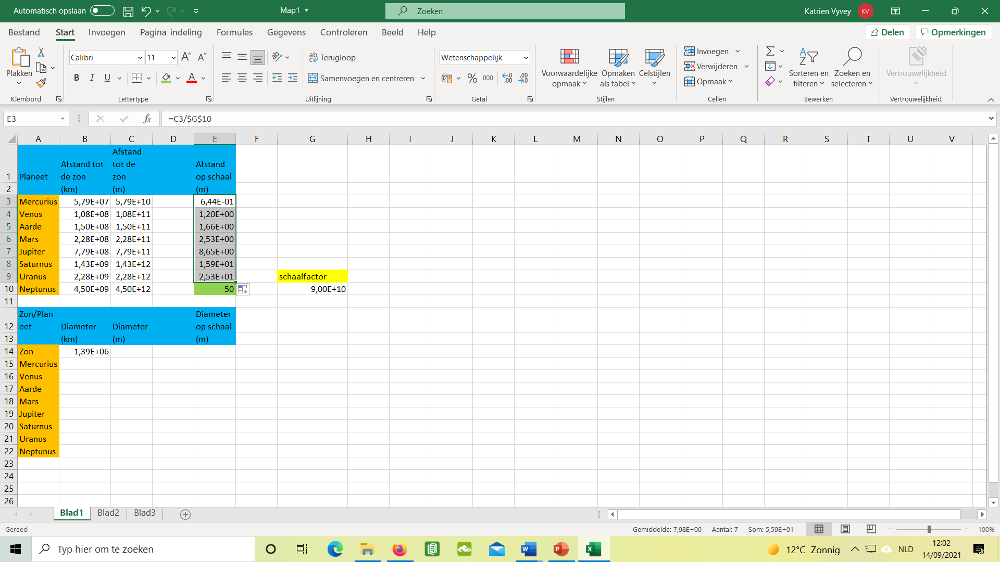 Automatisch opslaan
Map1
Zoeken
Katrien Vyvey
KV
Bestand Start Invoegen Pagina-indeling Formules Gegevens Controleren Beeld Help
Delen
Opmerkingen
Plakken
Klembord
Calibri
11
B I U
Lettertype
Terugloop
Samenvoegen en centreren
Uitlijning
Wetenschappelijk
% 000
Getal
Voorwaardelijke opmaak
Opmaken als tabel
Celstijlen
Stijlen
Invoegen
Verwijderen
Opmaak
Cellen
Sorteren en filteren
Zoeken en selecteren
Bewerken
Vertrouwelijkheid
Vertrouwelijkheid
E3
fx
=C3/$G$10
A B C D E F G H I J K L M N O P Q R S T U V
1 Planeet Afstand tot de zon Afstand tot de zon Afstand op schaal
2 (km) (m) (m)
3 Mercurius 5,79E+07 5,79E+10 6,44E-01
4 Venus 1,08E+08 1,08E+11 1,20E+00
5 Aarde 1,50E+08 1,50E+11 1,66E+00
6 Mars 2,28E+08 2,28E+11 2,53E+00
7 Jupiter 7,79E+08 7,79E+11 8,65E+00
8 Saturnus 1,43E+09 1,43E+12 1,59E+01
9 Uranus 2,28E+09 2,28E+12 2,53E+01 schaalfactor
10 Neptunus 4,50E+09 4,50E+12 50 9,00E+10
11
12 Zon/Planeet Diameter Diameter Diameter op schaal
13 (km) (m) (m)
14 Zon 1,39E+06
15 Mercurius
16 Venus
17 Aarde
18 Mars
19 Jupiter
20 Saturnus
21 Uranus
22 Neptunus
23
24
25
26
Blad1 Blad2 Blad3
Gereed
Gemiddelde: 7,98E+00 Aantal: 7 Som: 5,59E+01
100%
Typ hier om te zoeken
12°C Zonnig
NLD
12:02
14/09/2021